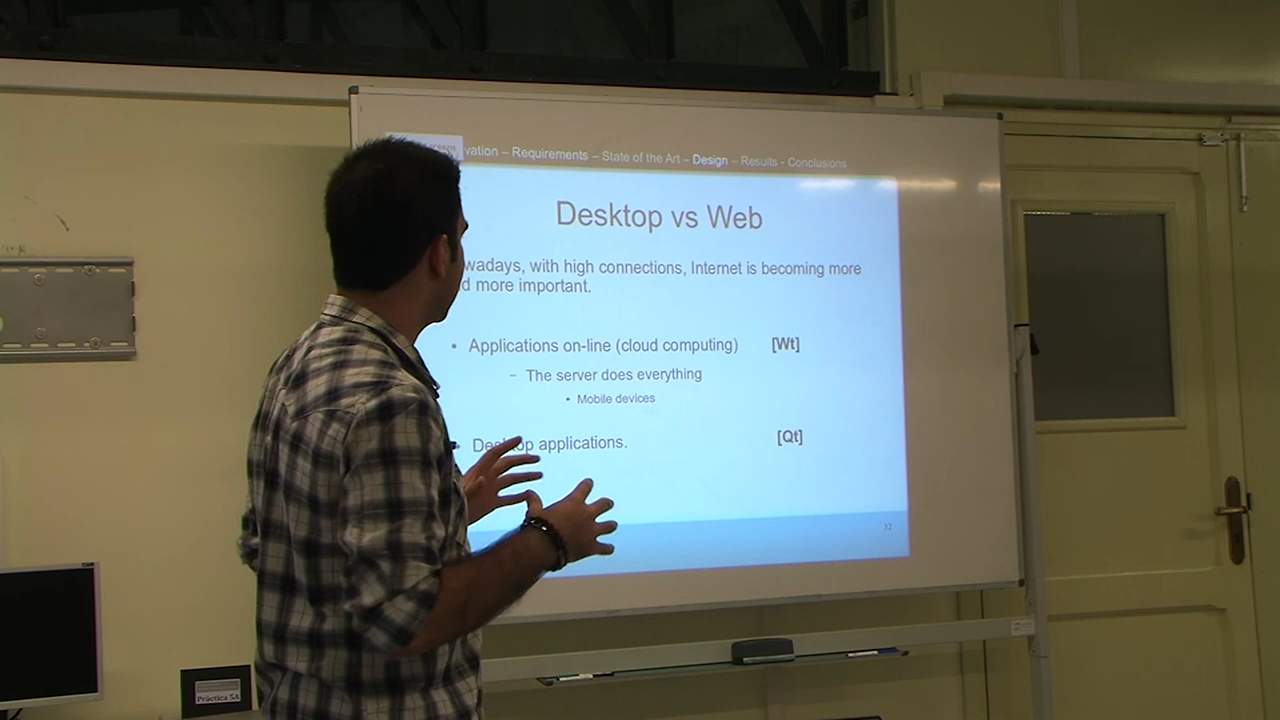 vation – Requirements – State of the Art – Design – Results - Conclusions
Desktop vs Web
wadays, with high connections, Internet is becoming more
d more important.
• Applications on-line (cloud computing) [Wt]
– The server does everything
• Mobile devices
• Desktop applications. [Qt]
32
Práctica 5A